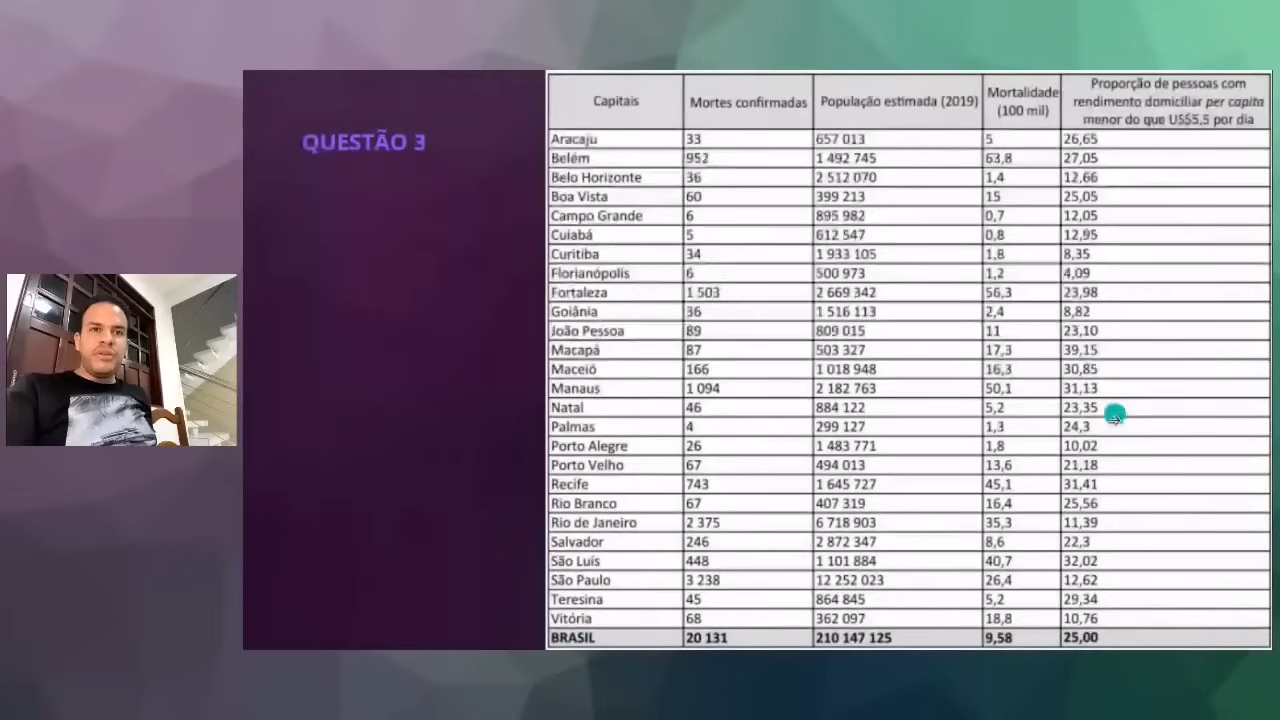 QUESTÃO 3
Capitais Mortes confirmadas População estimada (2019) Mortalidade (100 mil) Proporção de pessoas com rendimento domiciliar per capita menor do que US$5,5 por dia
Aracaju 33 657 013 5 26,65
Belém 952 1 492 745 63,8 27,05
Belo Horizonte 36 2 512 070 1,4 12,66
Boa Vista 60 399 213 15 25,05
Campo Grande 6 895 982 0,7 12,05
Cuiabá 5 612 547 0,8 12,95
Curitiba 34 1 933 105 1,8 8,35
Florianópolis 6 500 973 1,2 4,09
Fortaleza 1 503 2 669 342 56,3 23,98
Goiânia 36 1 516 113 2,4 8,82
João Pessoa 89 809 015 11 23,10
Macapá 87 503 327 17,3 39,15
Maceió 166 1 018 948 16,3 30,85
Manaus 1 094 2 182 763 50,1 31,13
Natal 46 884 122 5,2 23,35
Palmas 4 299 127 1,3 24,3
Porto Alegre 26 1 483 771 1,8 10,02
Porto Velho 67 494 013 13,6 21,18
Recife 743 1 645 727 45,1 31,41
Rio Branco 67 407 319 16,4 25,56
Rio de Janeiro 2 375 6 718 903 35,3 11,39
Salvador 246 2 872 347 8,6 22,3
São Luís 448 1 101 884 40,7 32,02
São Paulo 3 238 12 252 023 26,4 12,62
Teresina 45 864 845 5,2 29,34
Vitória 68 362 097 18,8 10,76
BRASIL 20 131 210 147 125 9,58 25,00